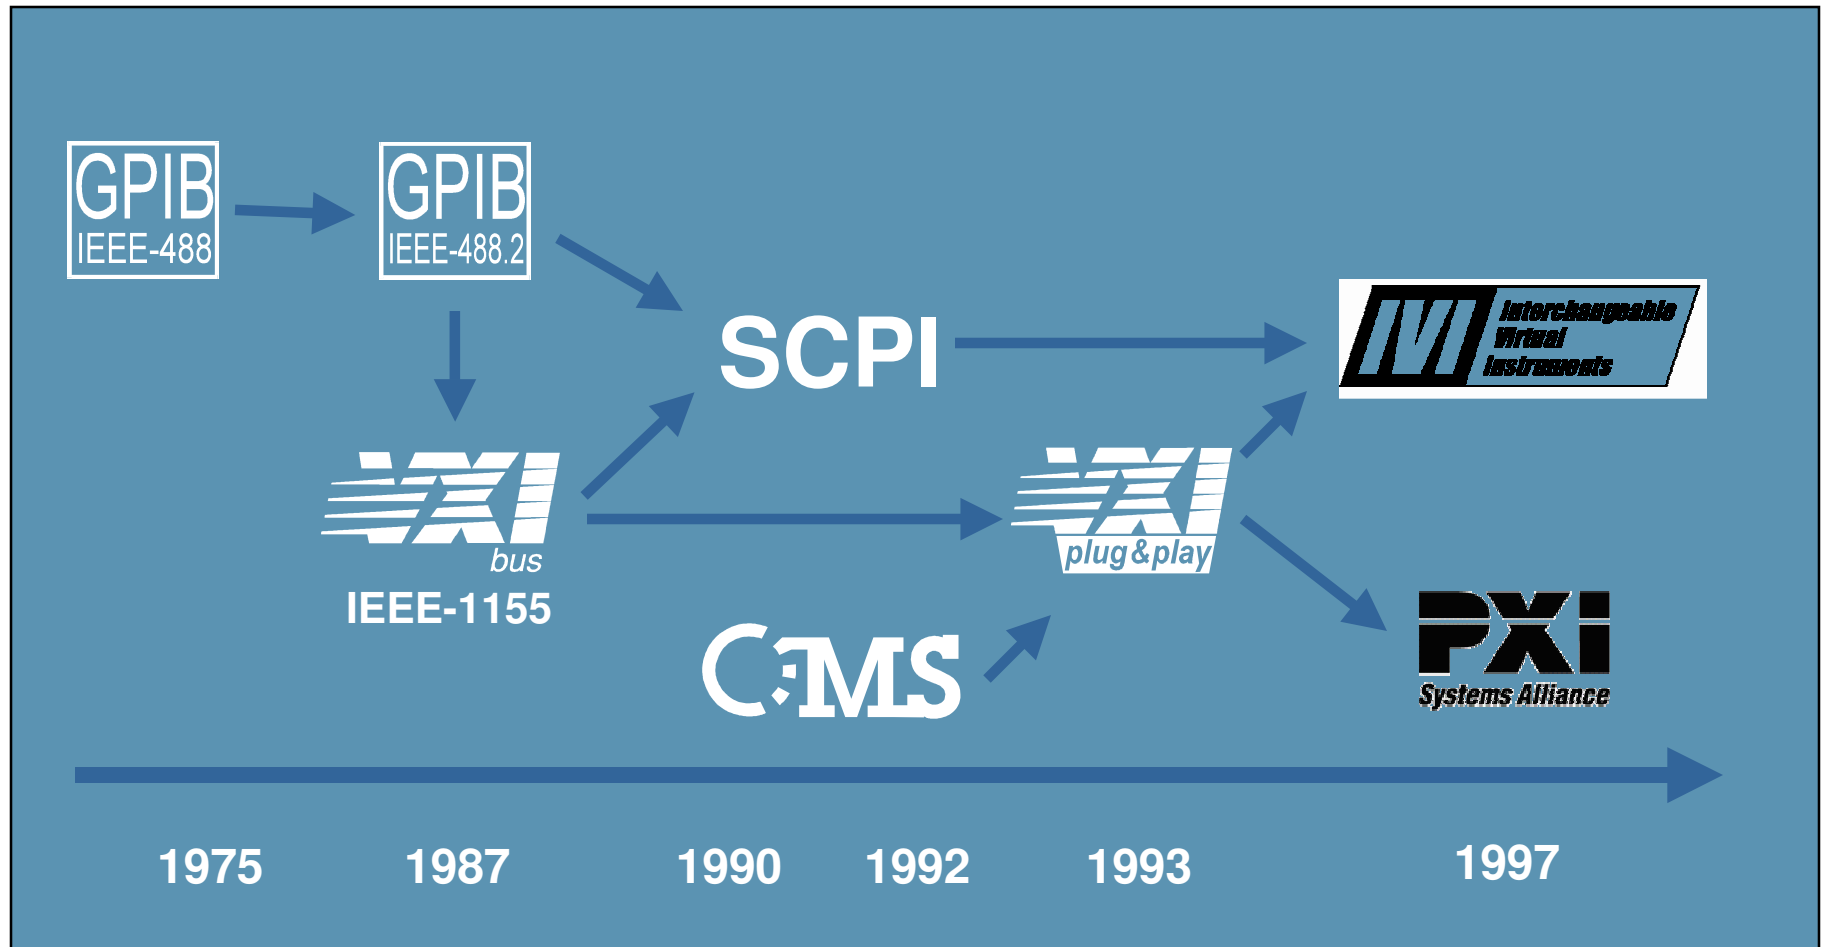 GPIB
IEEE-488
GPIB
IEEE-488.2
SCPI
IVI
Interchangeable
Virtual
Instruments
VXI
bus
IEEE-1155
VXI
plug&play
PXI
Systems Alliance
1975
1987
1990
1992
1993
1997